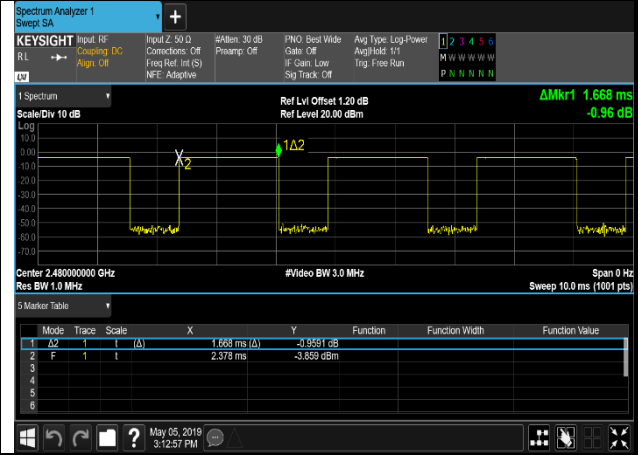 Spectrum Analyzer 1
Swept SA
KEYSIGHT Input: RF Input Z: 50 Ω #Atten: 30 dB PNO: Best Wide Avg Type: Log-Power 1 2 3 4 5 6
RL Coupling: DC Corrections: Off Preamp: Off Gate: Off Avg|Hold: 1/1 M W W W W W
Align: Off Freq Ref: Int (S) IF Gain: Low Trig: Free Run
LXI NFE: Adaptive Sig Track: Off P N N N N N
1 Spectrum Ref Lvl Offset 1.20 dB ΔMkr1 1.668 ms
Scale/Div 10 dB Ref Level 20.00 dBm -0.96 dB
Log
10.0
0.00 1Δ2
-10.0 2
-20.0
-30.0
-40.0
-50.0
-60.0
-70.0
Center 2.480000000 GHz #Video BW 3.0 MHz Span 0 Hz
Res BW 1.0 MHz Sweep 10.0 ms (1001 pts)
5 Marker Table
Mode Trace Scale X Y Function Function Width Function Value
1 Δ2 1 t (Δ) 1.668 ms (Δ) -0.9591 dB
2 F 1 t 2.378 ms -3.859 dBm
3
4
5
6
? May 05, 2019
3:12:57 PM